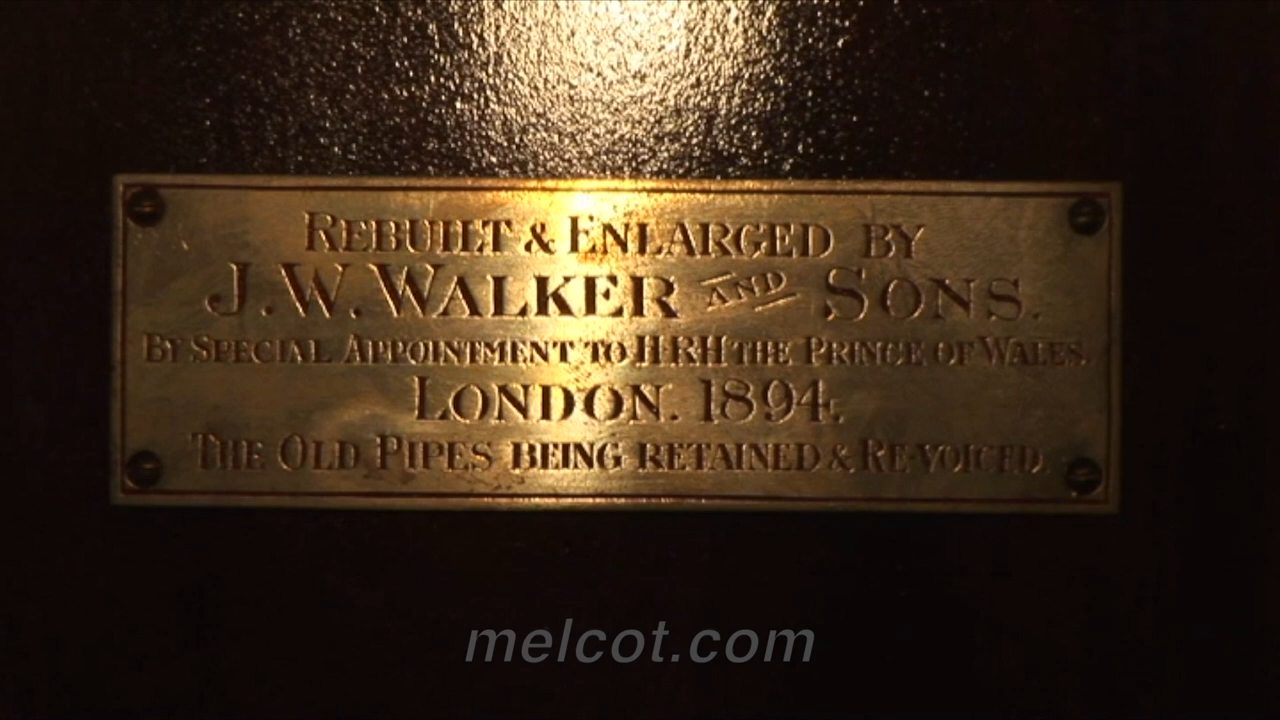 REBUILT & ENLARGED BY
J.W.WALKER AND SONS.
BY SPECIAL APPOINTMENT TO HRH THE PRINCE OF WALES.
LONDON. 1894.
THE OLD PIPES BEING RETAINED & RE-VOICED.
melcot.com